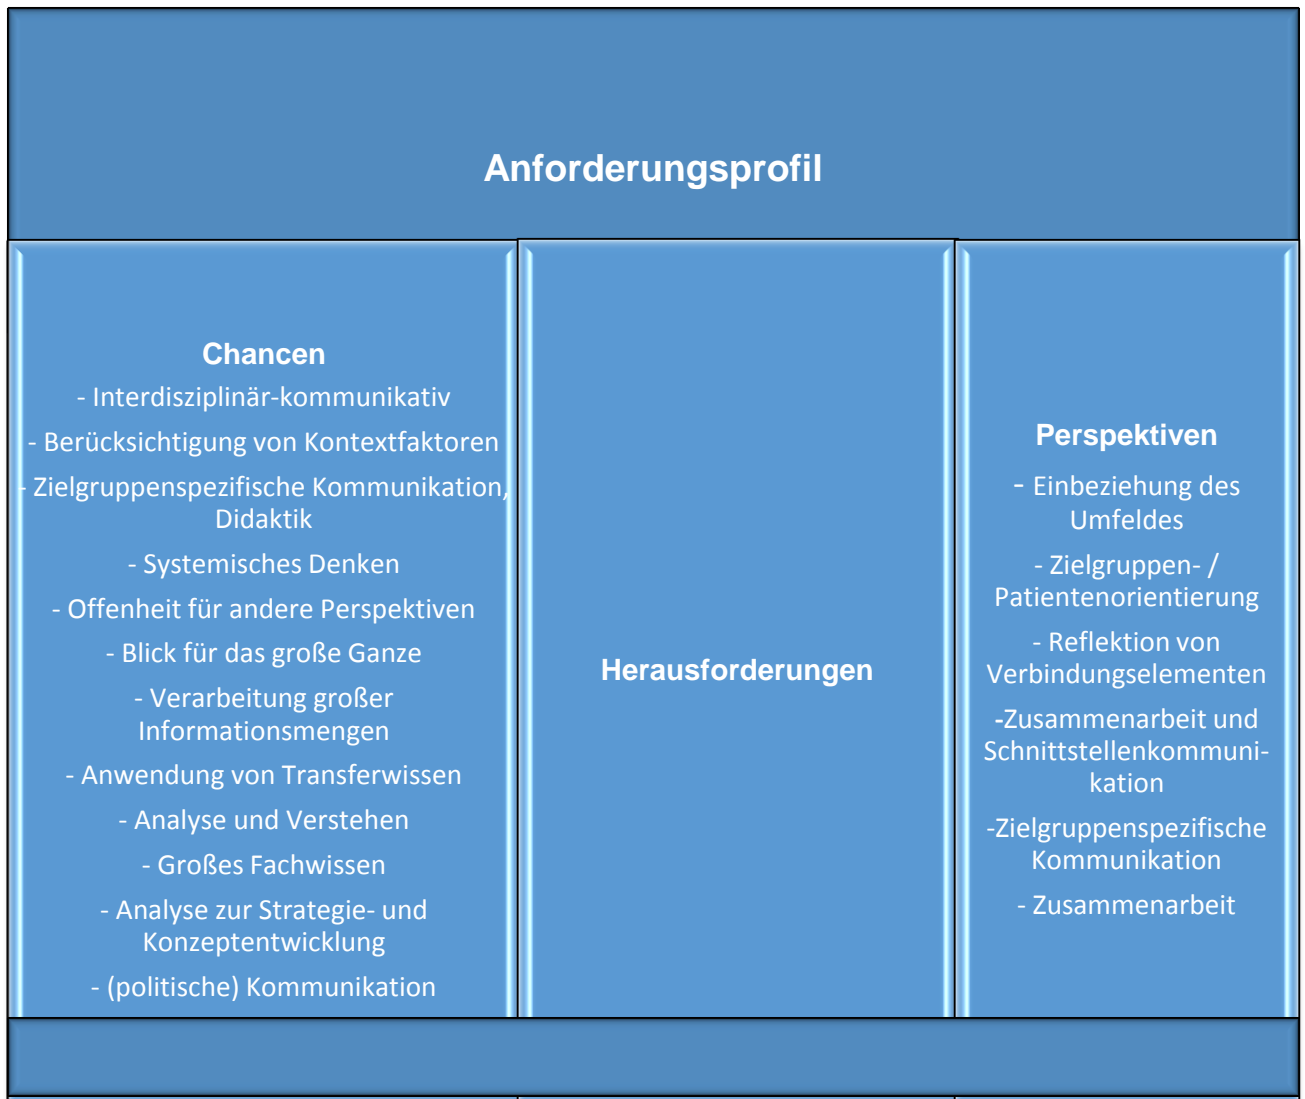 Anforderungsprofil
Chancen
- Interdisziplinär-kommunikativ
- Berücksichtigung von Kontextfaktoren
- Zielgruppenspezifische Kommunikation,
Didaktik
- Systemisches Denken
- Offenheit für andere Perspektiven
- Blick für das große Ganze
- Verarbeitung großer
Informationsmengen
- Anwendung von Transferwissen
- Analyse und Verstehen
- Großes Fachwissen
- Analyse zur Strategie- und
Konzeptentwicklung
- (politische) Kommunikation
Herausforderungen
Perspektiven
- Einbeziehung des
Umfeldes
- Zielgruppen- /
Patientenorientierung
- Reflektion von
Verbindungselementen
-Zusammenarbeit und
Schnittstellenkommuni-
kation
-Zielgruppenspezifische
Kommunikation
- Zusammenarbeit